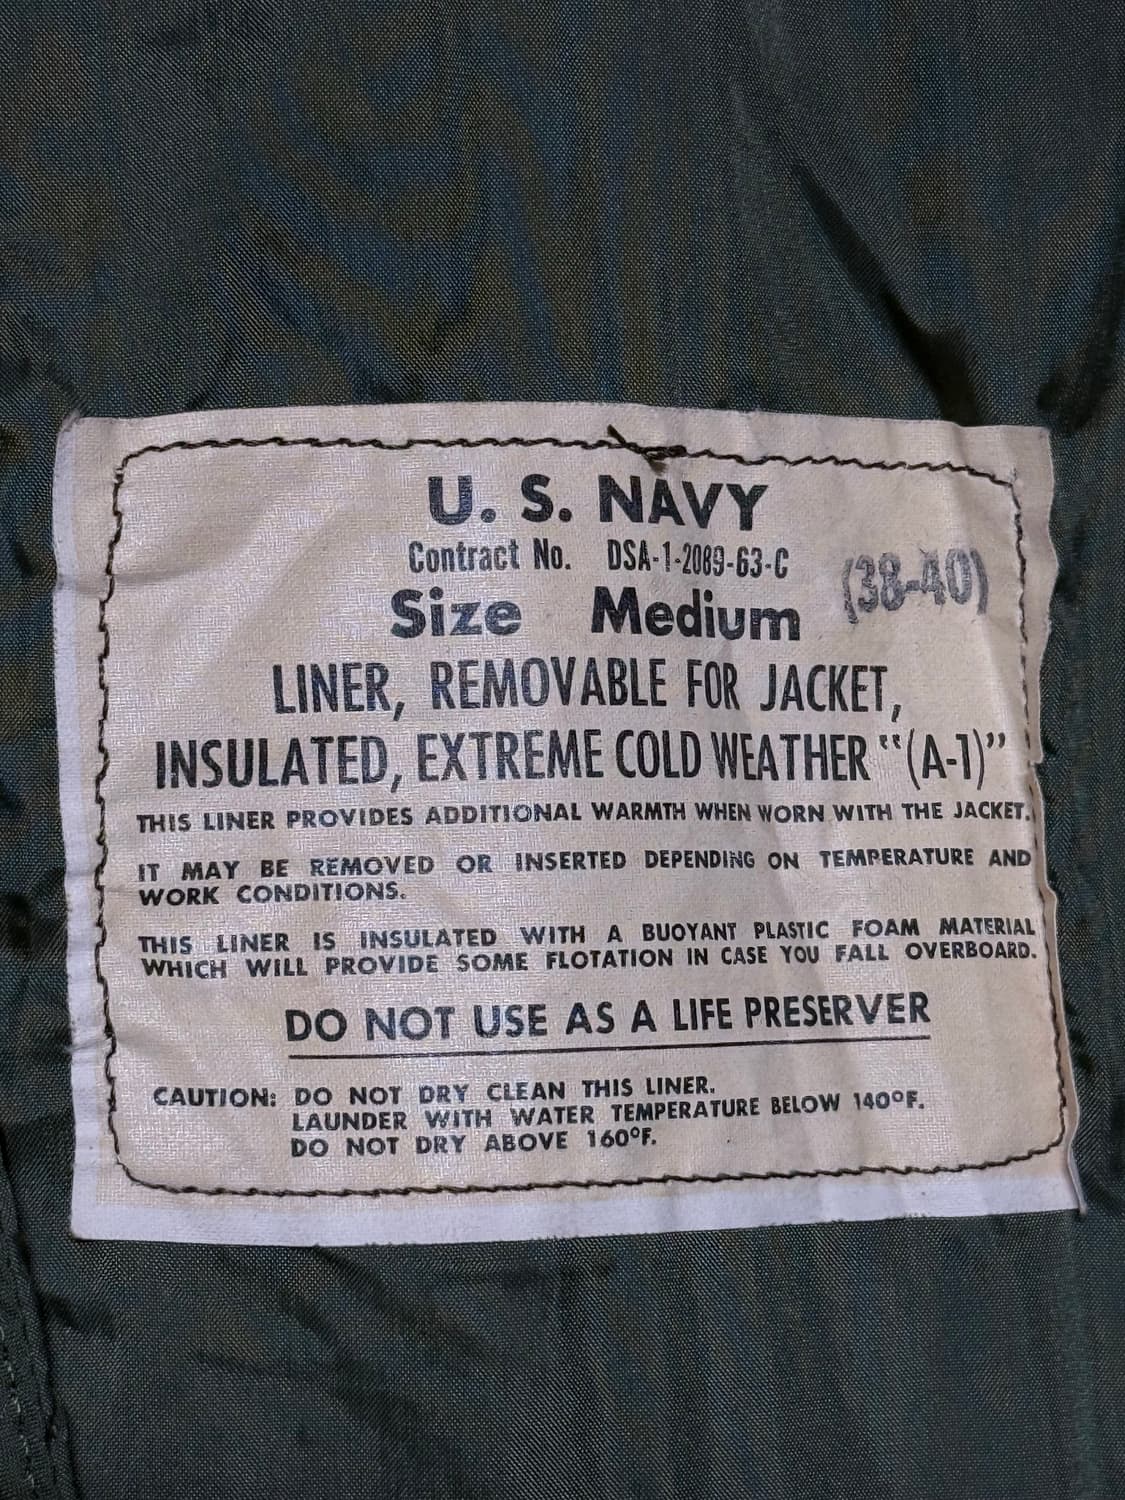 U. S. NAVY
Contract No. DSA-1-2089-63-C
Size Medium (38-40)
LINER, REMOVABLE FOR JACKET,
INSULATED, EXTREME COLD WEATHER "(A-1)"
THIS LINER PROVIDES ADDITIONAL WARMTH WHEN WORN WITH THE JACKET.
IT MAY BE REMOVED OR INSERTED DEPENDING ON TEMPERATURE AND
WORK CONDITIONS.
THIS LINER IS INSULATED WITH A BUOYANT PLASTIC FOAM MATERIAL
WHICH WILL PROVIDE SOME FLOTATION IN CASE YOU FALL OVERBOARD.
DO NOT USE AS A LIFE PRESERVER
CAUTION: DO NOT DRY CLEAN THIS LINER.
LAUNDER WITH WATER TEMPERATURE BELOW 140°F.
DO NOT DRY ABOVE 160°F.